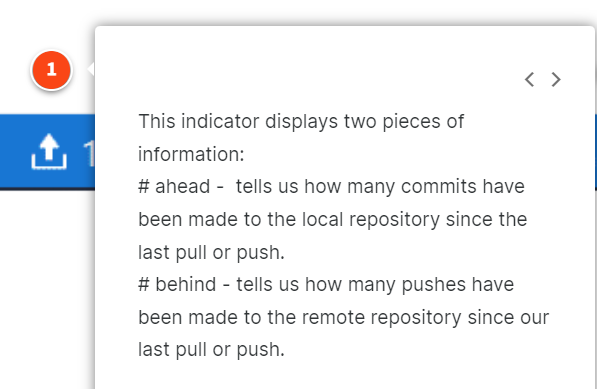 1
This indicator displays two pieces of
information:
# ahead -  tells us how many commits have
been made to the local repository since the
last pull or push.
# behind - tells us how many pushes have
been made to the remote repository since our
last pull or push.